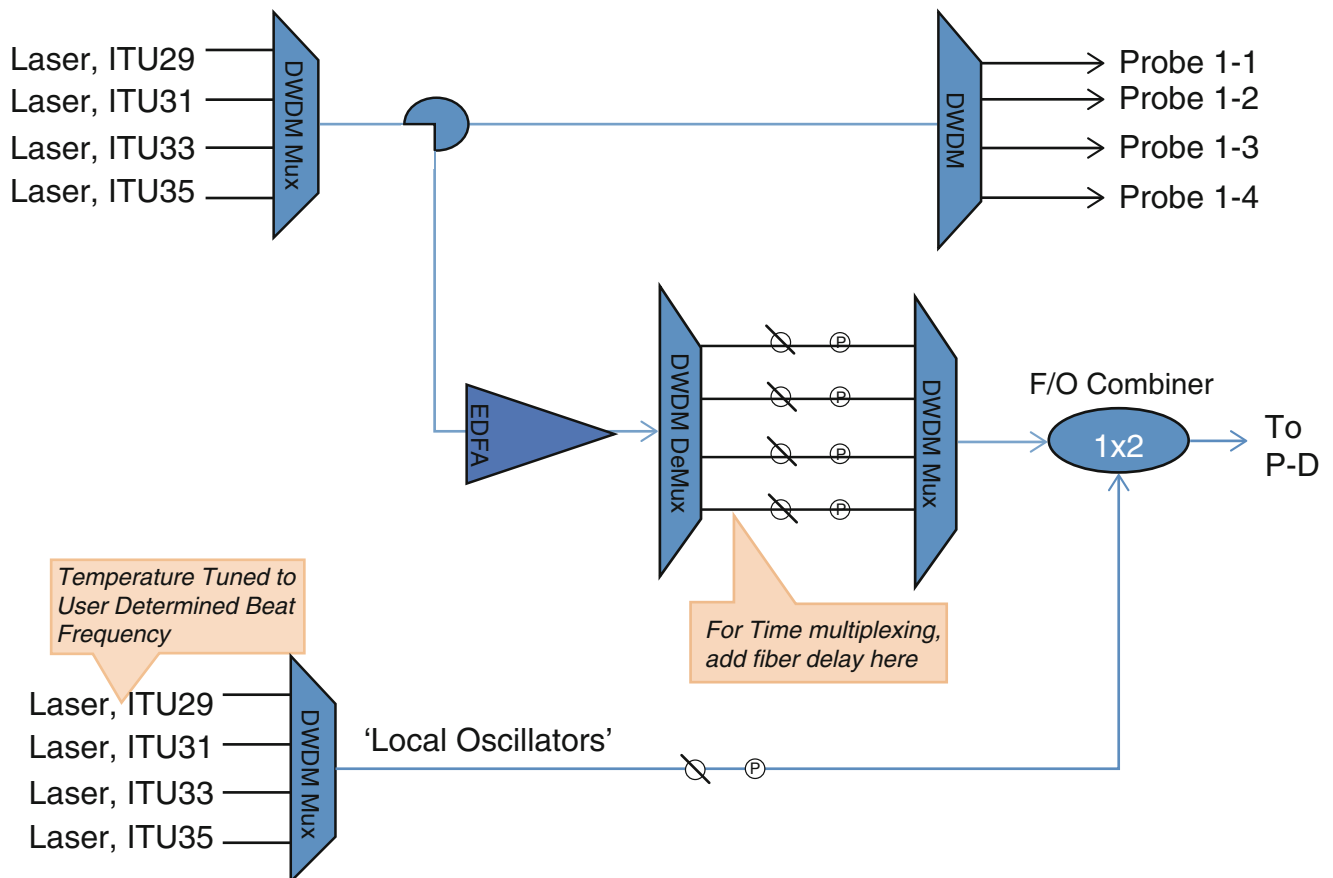 Laser, ITU29
Laser, ITU31
Laser, ITU33
Laser, ITU35
DWDM Mux
DWDM
Probe 1-1
Probe 1-2
Probe 1-3
Probe 1-4
EDFA
DWDM DeMux
P
P
P
P
DWDM Mux
F/O Combiner
1x2
To
P-D
Temperature Tuned to
User Determined Beat
Frequency
For Time multiplexing,
add fiber delay here
Laser, ITU29
Laser, ITU31
Laser, ITU33
Laser, ITU35
DWDM Mux
‘Local Oscillators’
P